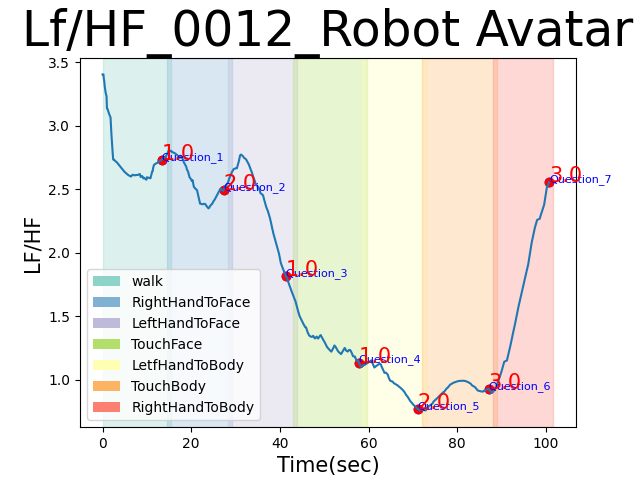 Lf/HF_0012_Robot Avatar
3.5
3.0
2.5
2.0
1.5
1.0
LF/HF
1.0
Question_1
2.0
Question_2
1.0
Question_3
1.0
Question_4
2.0
Question_5
3.0
Question_6
3.0
Question_7
walk
RightHandToFace
LeftHandToFace
TouchFace
LetfHandToBody
TouchBody
RightHandToBody
0
20
40
60
80
100
Time(sec)